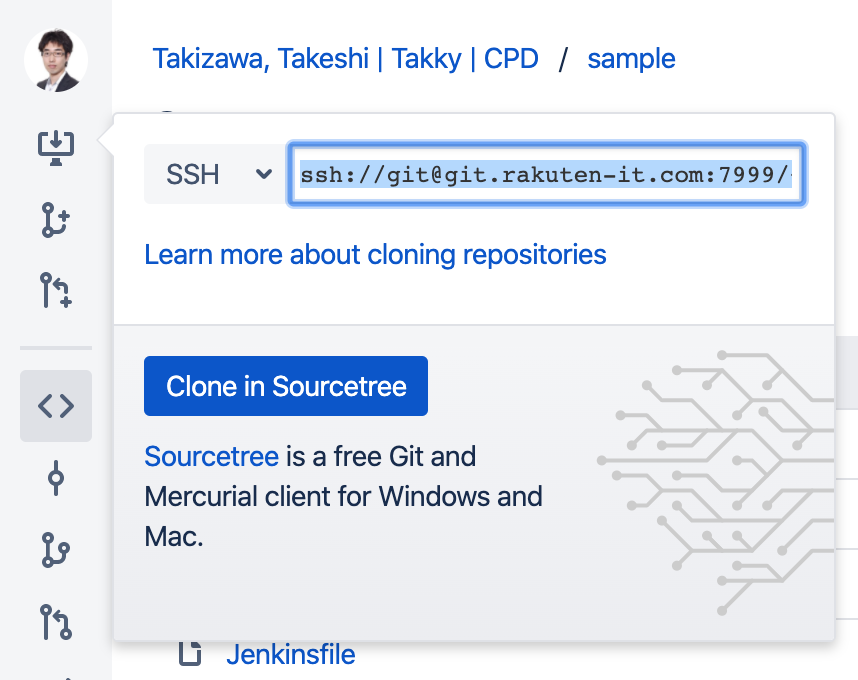 Takizawa, Takeshi | Takky | CPD / sample
SSH
ssh://git@git.rakuten-it.com:7999/
Learn more about cloning repositories
Clone in Sourcetree
Sourcetree is a free Git and
Mercurial client for Windows and
Mac.
Jenkinsfile